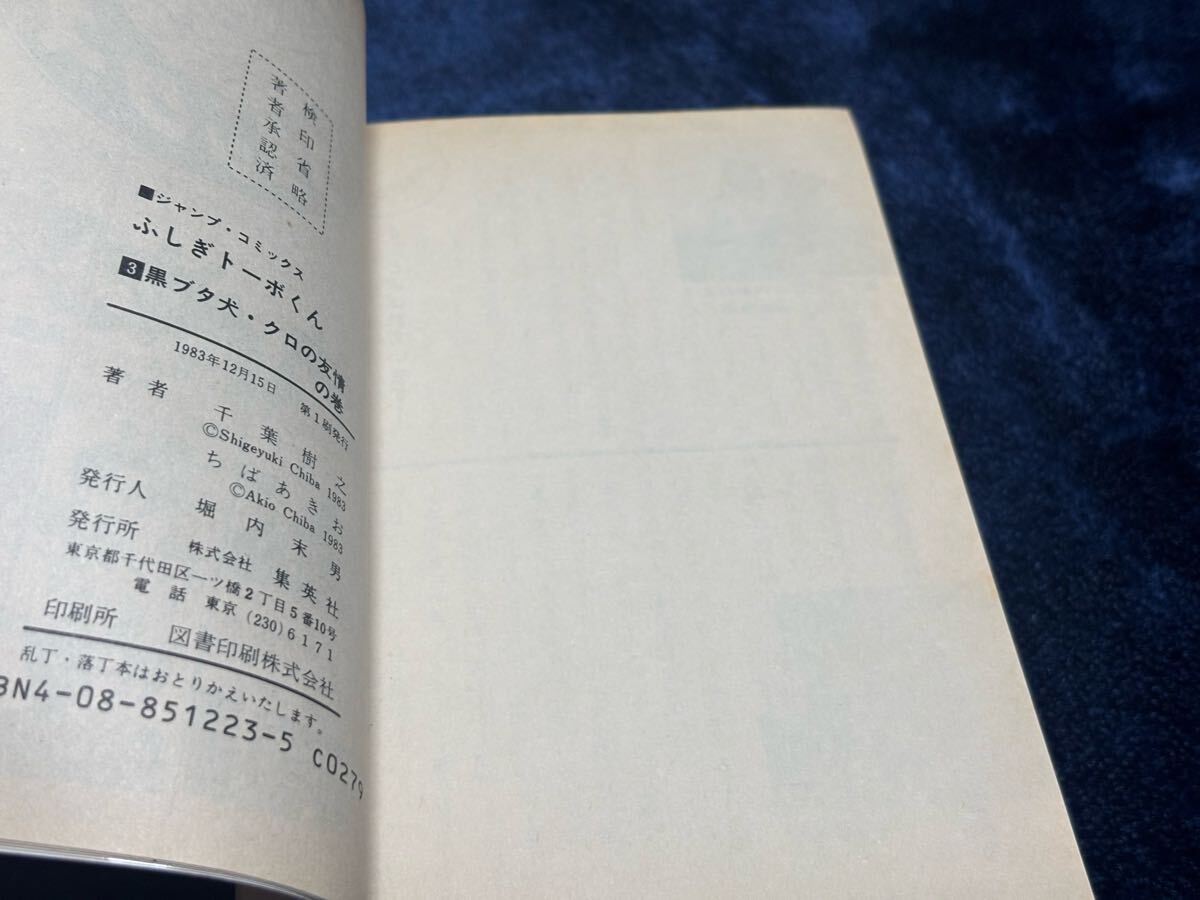 検印省略
著者承認済
■ジャンプ・コミックス
ふしぎトーボくん
3黒ブタ犬・クロの友情
の巻
1983年12月15日 第1刷発行
著者 千葉樹之
©Shigeyuki Chiba 1983
ちばあきお
©Akio Chiba 1983
発行人 堀内末男
発行所 株式会社 集英社
東京都千代田区一ツ橋2丁目5番10号
電話 東京 (230) 6171
印刷所 図書印刷株式会社
乱丁・落丁本はおとりかえいたします。
BN4-08-851223-5 C0279